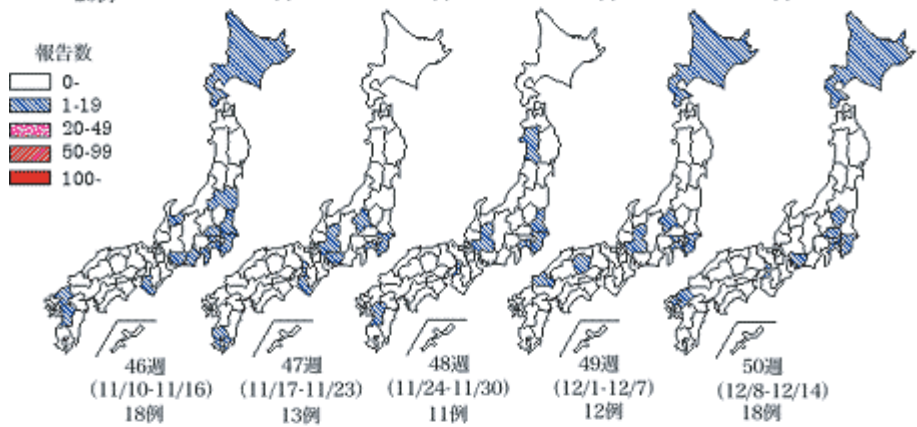 報告数
0-
1-19
20-49
50-99
100-
46週
(11/10-11/16)
18例
47週
(11/17-11/23)
13例
48週
(11/24-11/30)
11例
49週
(12/1-12/7)
12例
50週
(12/8-12/14)
18例